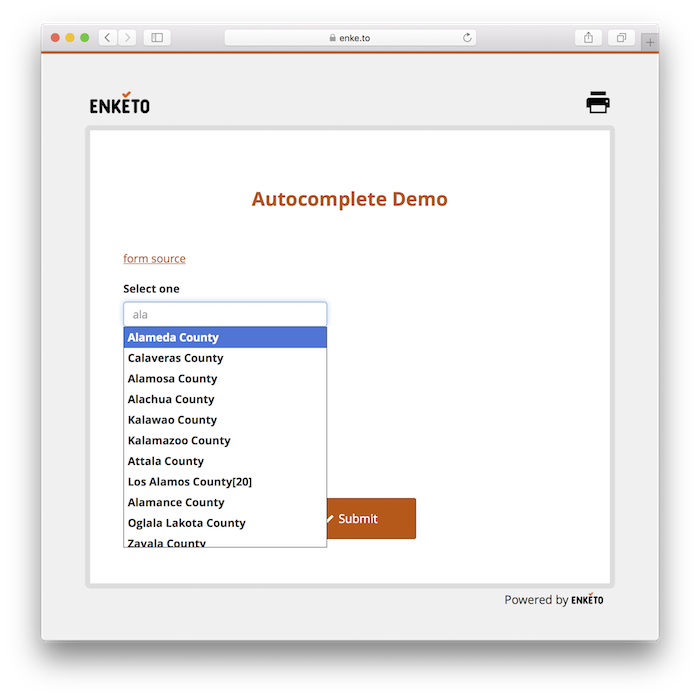 enke.to
ENKETO
Autocomplete Demo
form source
Select one
ala
Alameda County
Calaveras County
Alamosa County
Alachua County
Kalawao County
Kalamazoo County
Attala County
Los Alamos County[20]
Alamance County
Oglala Lakota County
Zavala County
Submit
Powered by ENKETO